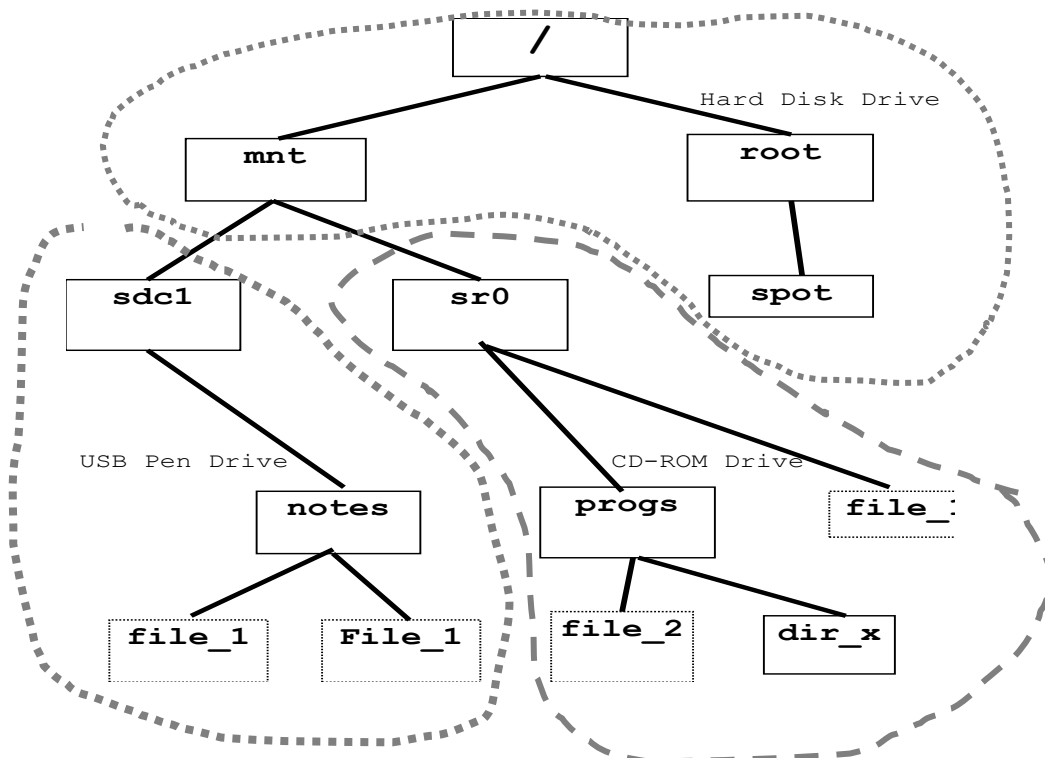 /
Hard Disk Drive
mnt
root
sdc1
sr0
spot
USB Pen Drive
CD-ROM Drive
notes
progs
file_1
File_1
file_2
dir_x